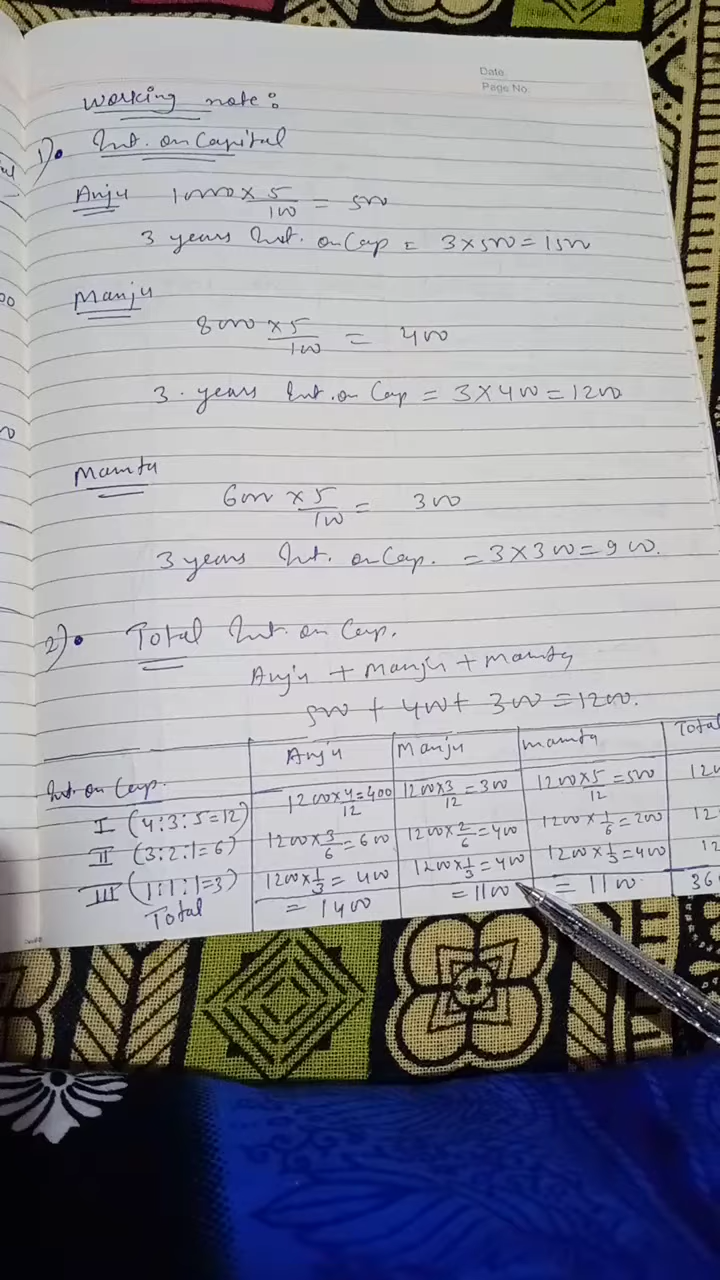 Date.
Page No.
Working note:
1). Int. on Capital
Anju 10000 × 5/100 = 500
3 years Int. on Cap = 3×500=1500
Manju
8000 × 5/100 = 400
3. years Int. on Cap = 3×400=1200
Mamta
6000 × 5/100 = 300
3 years Int. on Cap. = 3×300=900.
2). Total Int. on Cap.
Anju + Manju + Mamta
500 + 400 + 300 =1200.
Int. on Cap. Anju Manju Mamta Total
I (4:3:5=12) 1200×4/12=400 1200×3/12=300 1200×5/12=500
II (3:2:1=6) 1200×3/6=600 1200×2/6=400 1200×1/6=200
III (1:1:1=3) 1200×1/3=400 1200×1/3=400 1200×1/3=400
Total =1400 =1100 =1100